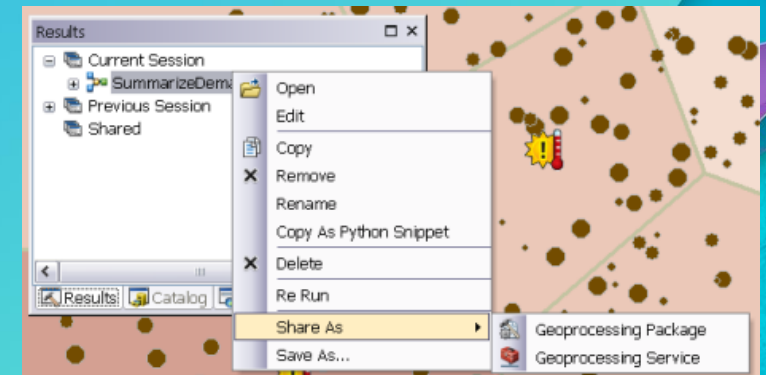 Results
Current Session
Previous Session
Shared
Results
Catalog
Open
Edit
Copy
Remove
Rename
Copy As Python Snippet
Delete
Re Run
Share As
Save As...
Geoprocessing Package
Geoprocessing Service